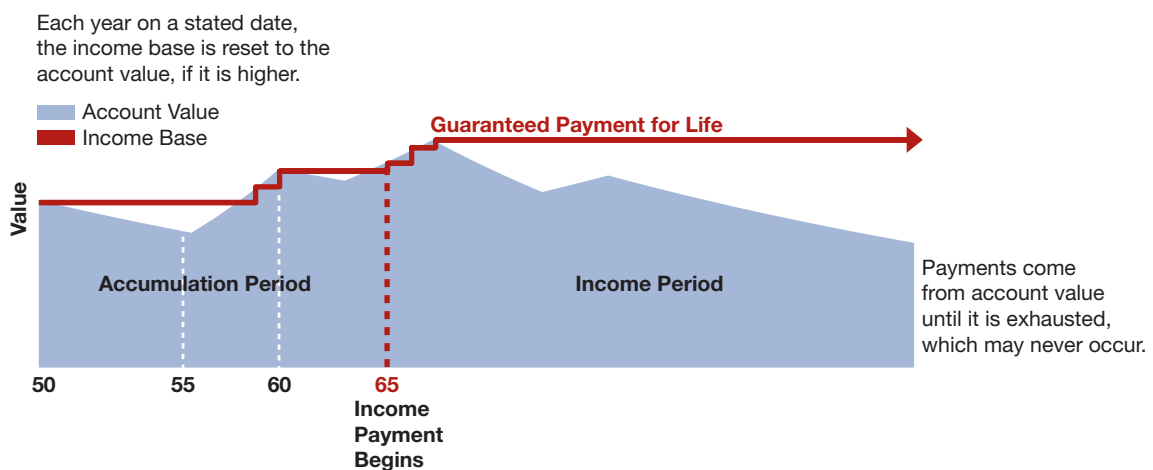 Each year on a stated date,
the income base is reset to the
account value, if it is higher.
Account Value
Income Base
Guaranteed Payment for Life
Value
Accumulation Period
Income Period
Payments come
from account value
until it is exhausted,
which may never occur.
50
55
60
65
Income
Payment
Begins